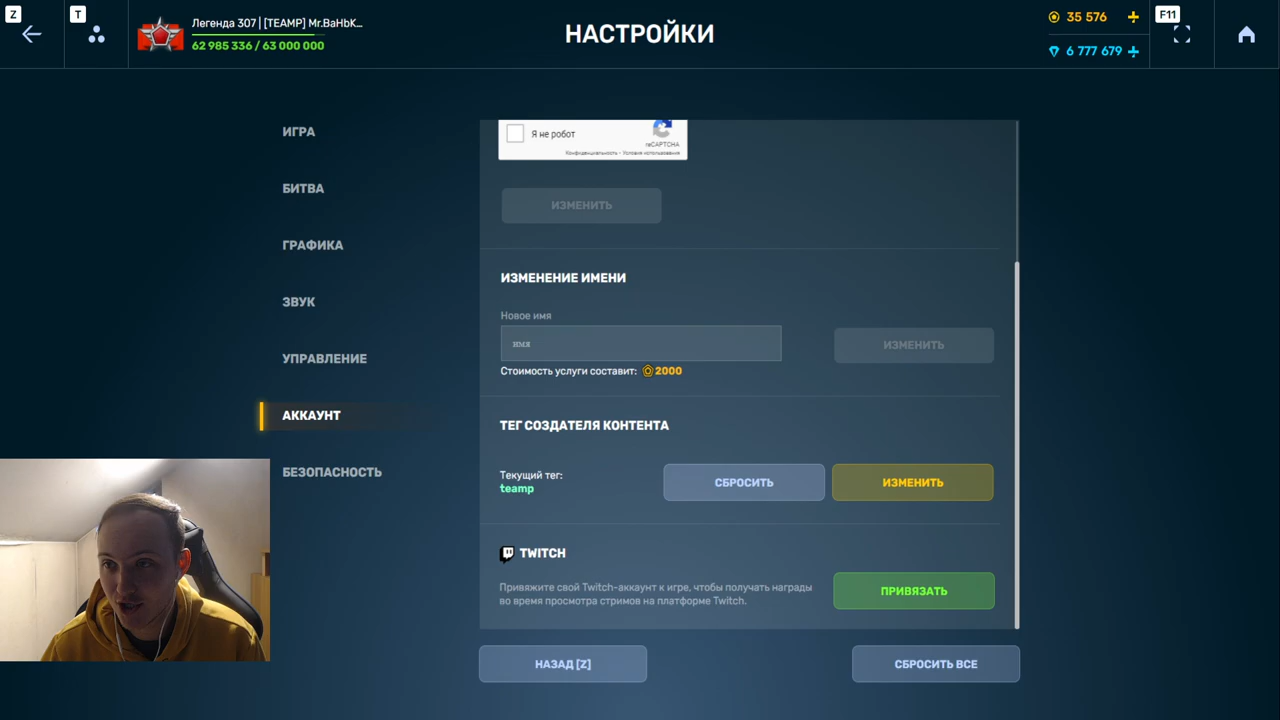 Z
T
Легенда 307 | [TEAMP] Mr.BaHbK...
62 985 336 / 63 000 000
НАСТРОЙКИ
35 576
6 777 679
F11
ИГРА
БИТВА
ГРАФИКА
ЗВУК
УПРАВЛЕНИЕ
АККАУНТ
БЕЗОПАСНОСТЬ
Я не робот
reCAPTCHA
Конфиденциальность - Условия использования
ИЗМЕНИТЬ
ИЗМЕНЕНИЕ ИМЕНИ
Новое имя
имя
ИЗМЕНИТЬ
Стоимость услуги составит: 2000
ТЕГ СОЗДАТЕЛЯ КОНТЕНТА
Текущий тег:
teamp
СБРОСИТЬ
ИЗМЕНИТЬ
TWITCH
Привяжите свой Twitch-аккаунт к игре, чтобы получать награды
во время просмотра стримов на платформе Twitch.
ПРИВЯЗАТЬ
НАЗАД [Z]
СБРОСИТЬ ВСЕ